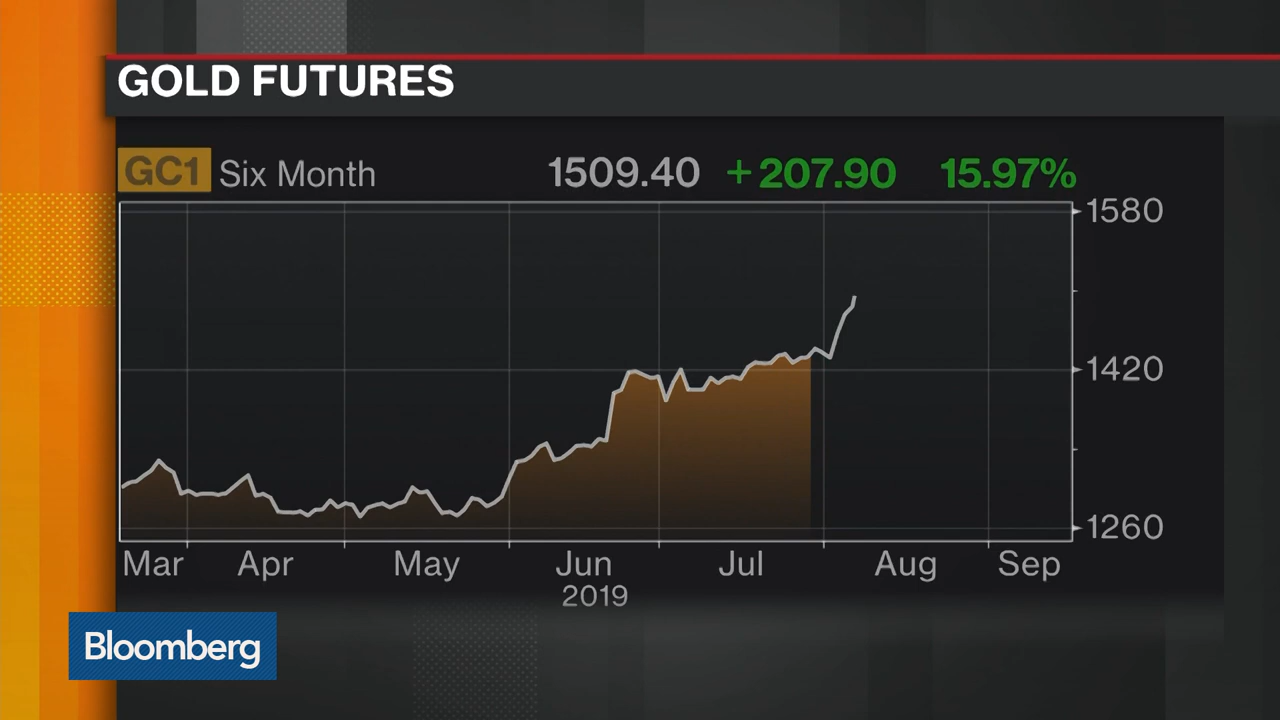 GOLD FUTURES
GC1 Six Month 1509.40 +207.90 15.97%
1580
1420
1260
Mar Apr May Jun Jul Aug Sep
2019
Bloomberg